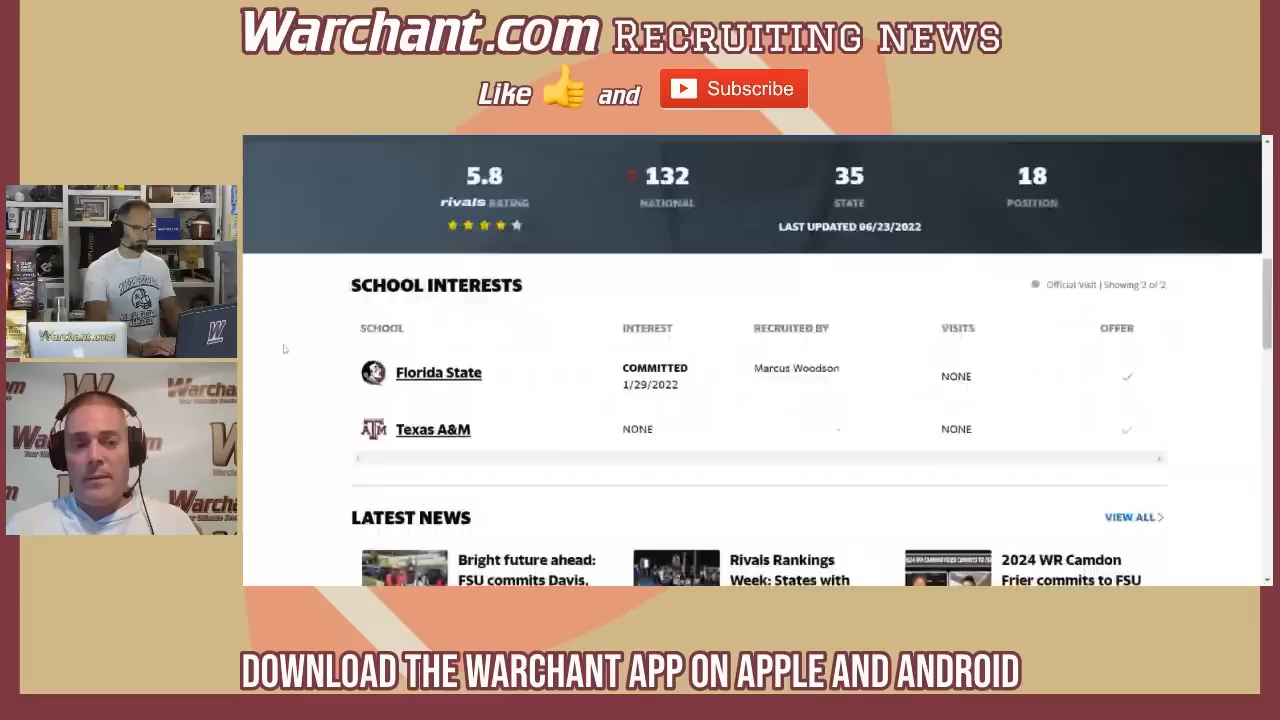 Warchant.com RECRUITING NEWS
Like and Subscribe
5.8 132 35 18
rivals RATING NATIONAL STATE POSITION
LAST UPDATED 06/23/2022
SCHOOL INTERESTS
Official Visit | Showing 2 of 2
SCHOOL INTEREST RECRUITED BY VISITS OFFER
Florida State COMMITTED 1/29/2022 Marcus Woodson NONE
Texas A&M NONE - NONE
LATEST NEWS
VIEW ALL
Bright future ahead:
FSU commits Davis,
Rivals Rankings
Week: States with
2024 WR Camdon
Frier commits to FSU
Warchant.com
W
DOWNLOAD THE WARCHANT APP ON APPLE AND ANDROID